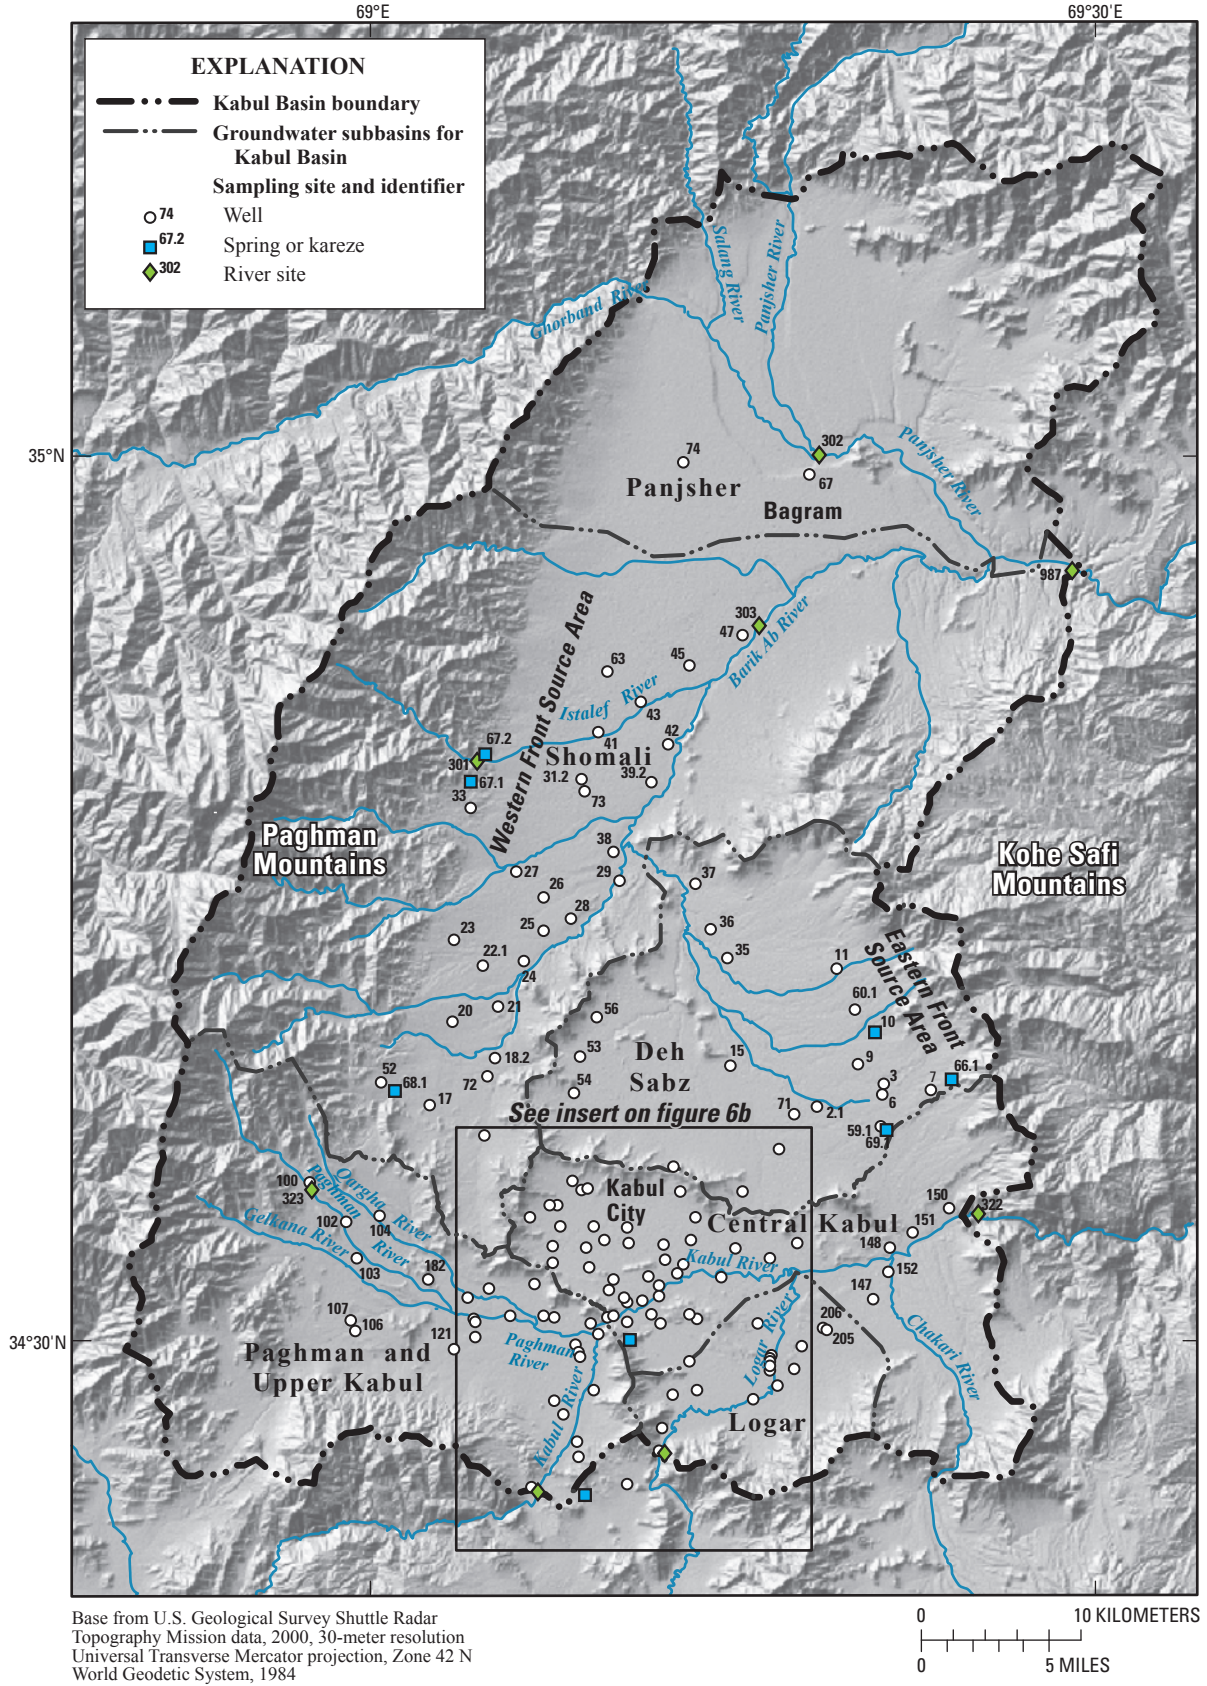 69°E
69°30'E
EXPLANATION
Kabul Basin boundary
Groundwater subbasins for
Kabul Basin
Sampling site and identifier
74 Well
67.2 Spring or kareze
302 River site
Salang River
Panjsher River
Ghorband River
35°N
302
Panjsher River
74
67
Panjsher
Bagram
987
303
47
Barik Ab River
Western Front Source Area
63
45
Istalef River
43
41
42
67.2
301
Shomali
67.1
31.2
39.2
33
73
Paghman
Mountains
38
Kohe Safi
Mountains
27
29
37
26
28
25
36
23
35
22.1
24
11
Eastern Front
Source Area
21
60.1
20
56
10
18.2
53
Deh
Sabz
15
9
52
68.1
72
54
3
7
66.1
17
6
See insert on figure 6b
71
2.1
59.1
69.7
100
323
Paghman River
Qargha River
Kabul
City
150
322
102
104
Gelkana River
Central Kabul
151
148
103
Kabul River
182
152
147
107
106
206
205
34°30'N
121
Paghman
River
Logar River
Chakari River
Paghman and
Upper Kabul
Kabul River
Logar
Base from U.S. Geological Survey Shuttle Radar
Topography Mission data, 2000, 30-meter resolution
Universal Transverse Mercator projection, Zone 42 N
World Geodetic System, 1984
0 10 KILOMETERS
0 5 MILES